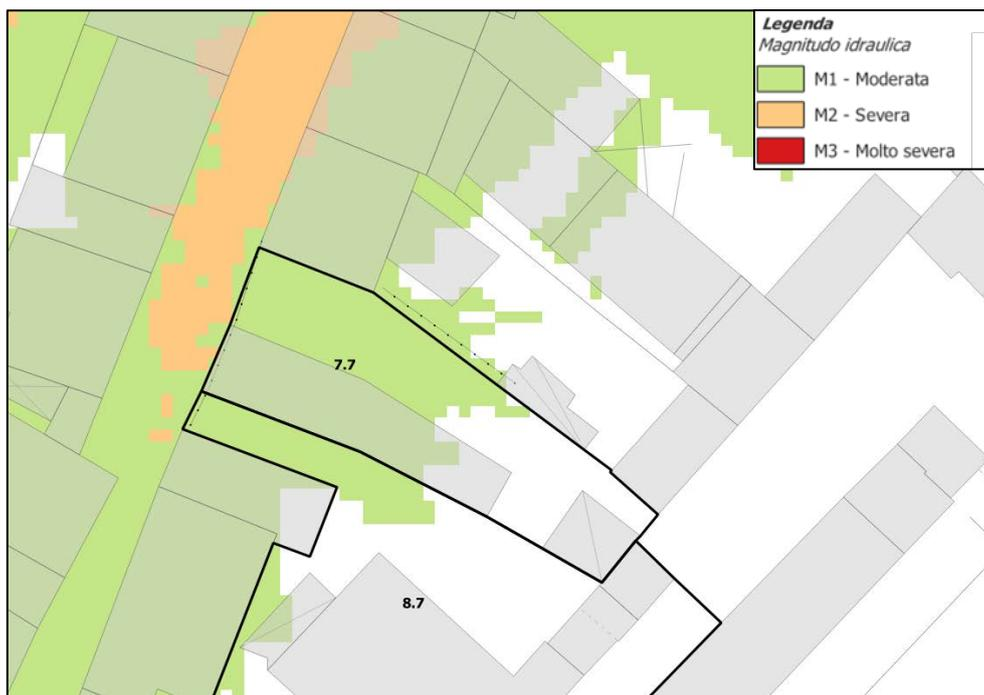 Legenda
Magnitudo idraulica
M1 - Moderata
M2 - Severa
M3 - Molto severa
7.7
8.7